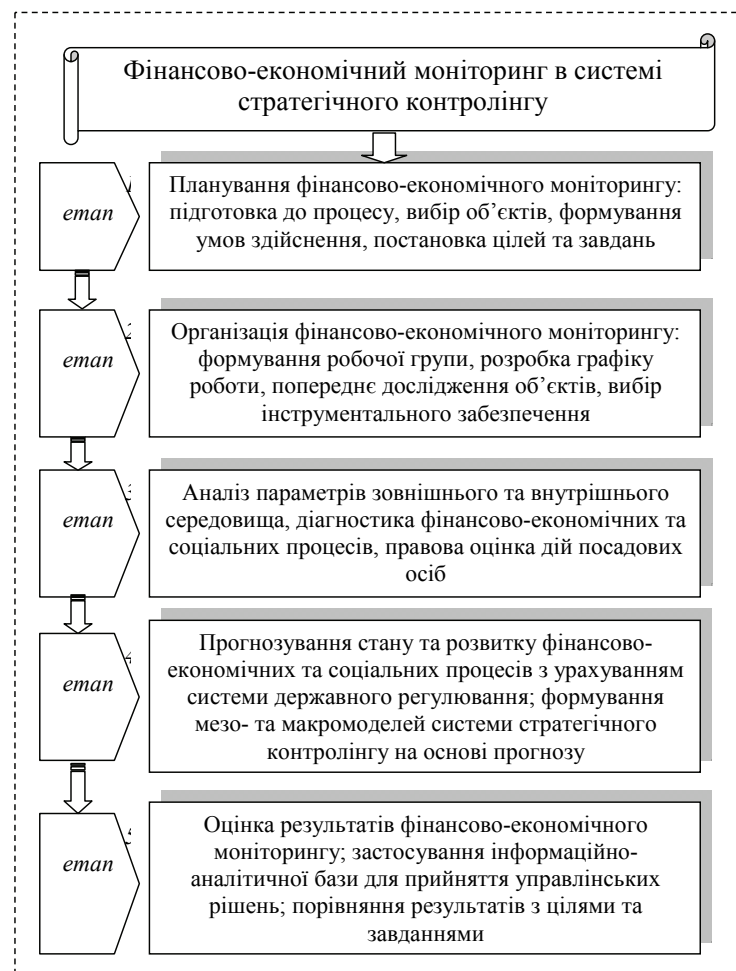 Фінансово-економічний моніторинг в системі
стратегічного контролінгу
етап
Планування фінансово-економічного моніторингу:
підготовка до процесу, вибір об’єктів, формування
умов здійснення, постановка цілей та завдань
етап
Організація фінансово-економічного моніторингу:
формування робочої групи, розробка графіку
роботи, попереднє дослідження об’єктів, вибір
інструментального забезпечення
етап
Аналіз параметрів зовнішнього та внутрішнього
середовища, діагностика фінансово-економічних та
соціальних процесів, правова оцінка дій посадових
осіб
етап
Прогнозування стану та розвитку фінансово-
економічних та соціальних процесів з урахуванням
системи державного регулювання; формування
мезо- та макромоделей системи стратегічного
контролінгу на основі прогнозу
етап
Оцінка результатів фінансово-економічного
моніторингу; застосування інформаційно-
аналітичної бази для прийняття управлінських
рішень; порівняння результатів з цілями та
завданнями